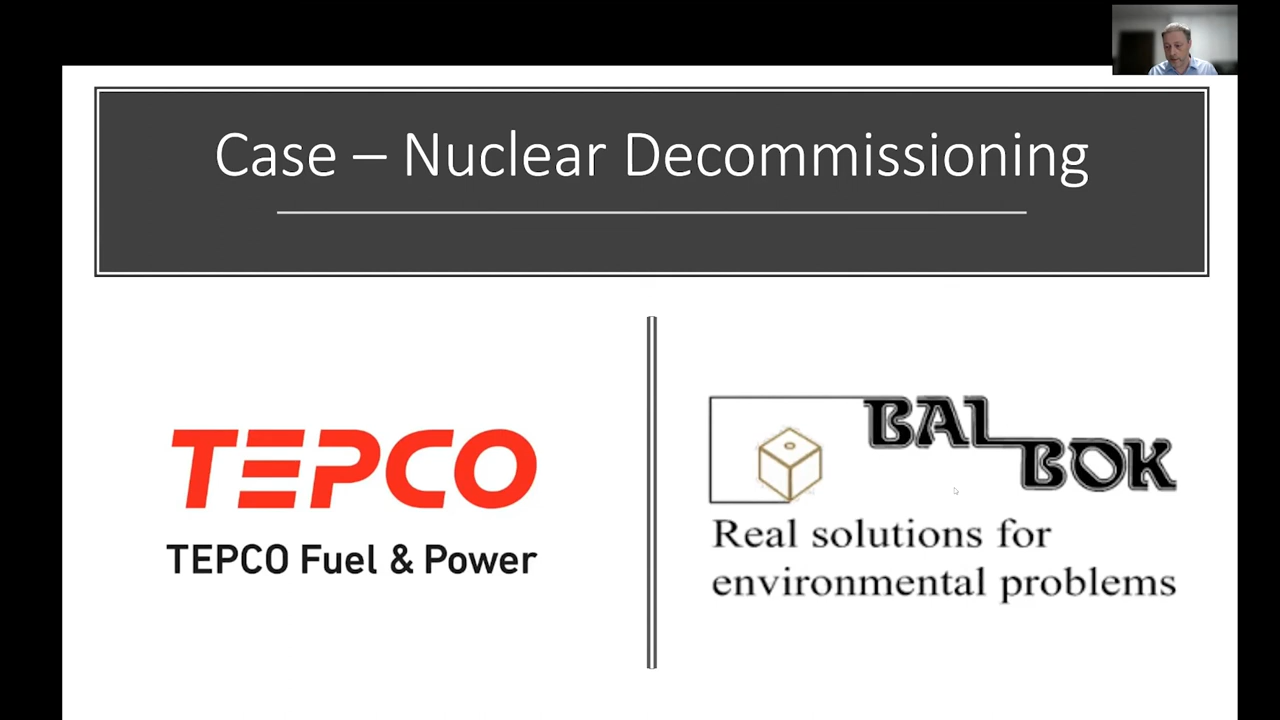 Case – Nuclear Decommissioning
TEPCO
TEPCO Fuel & Power
BAL
BOK
Real solutions for
environmental problems